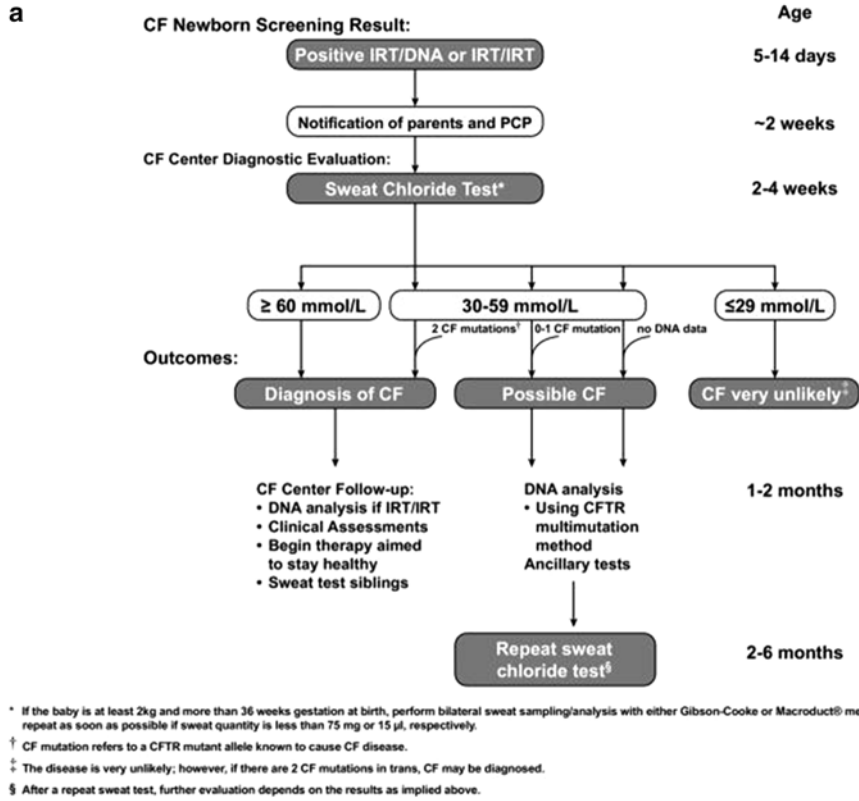 a
Age
CF Newborn Screening Result:
Positive IRT/DNA or IRT/IRT
5-14 days
Notification of parents and PCP
~2 weeks
CF Center Diagnostic Evaluation:
Sweat Chloride Test*
2-4 weeks
≥ 60 mmol/L
30-59 mmol/L
≤29 mmol/L
2 CF mutations†
0-1 CF mutation
no DNA data
Outcomes:
Diagnosis of CF
Possible CF
CF very unlikely‡
CF Center Follow-up:
• DNA analysis if IRT/IRT
• Clinical Assessments
• Begin therapy aimed
to stay healthy
• Sweat test siblings
DNA analysis
• Using CFTR
multimutation
method
Ancillary tests
1-2 months
Repeat sweat
chloride test§
2-6 months
* If the baby is at least 2kg and more than 36 weeks gestation at birth, perform bilateral sweat sampling/analysis with either Gibson-Cooke or Macroduct® me
repeat as soon as possible if sweat quantity is less than 75 mg or 15 µl, respectively.
† CF mutation refers to a CFTR mutant allele known to cause CF disease.
‡ The disease is very unlikely; however, if there are 2 CF mutations in trans, CF may be diagnosed.
§ After a repeat sweat test, further evaluation depends on the results as implied above.